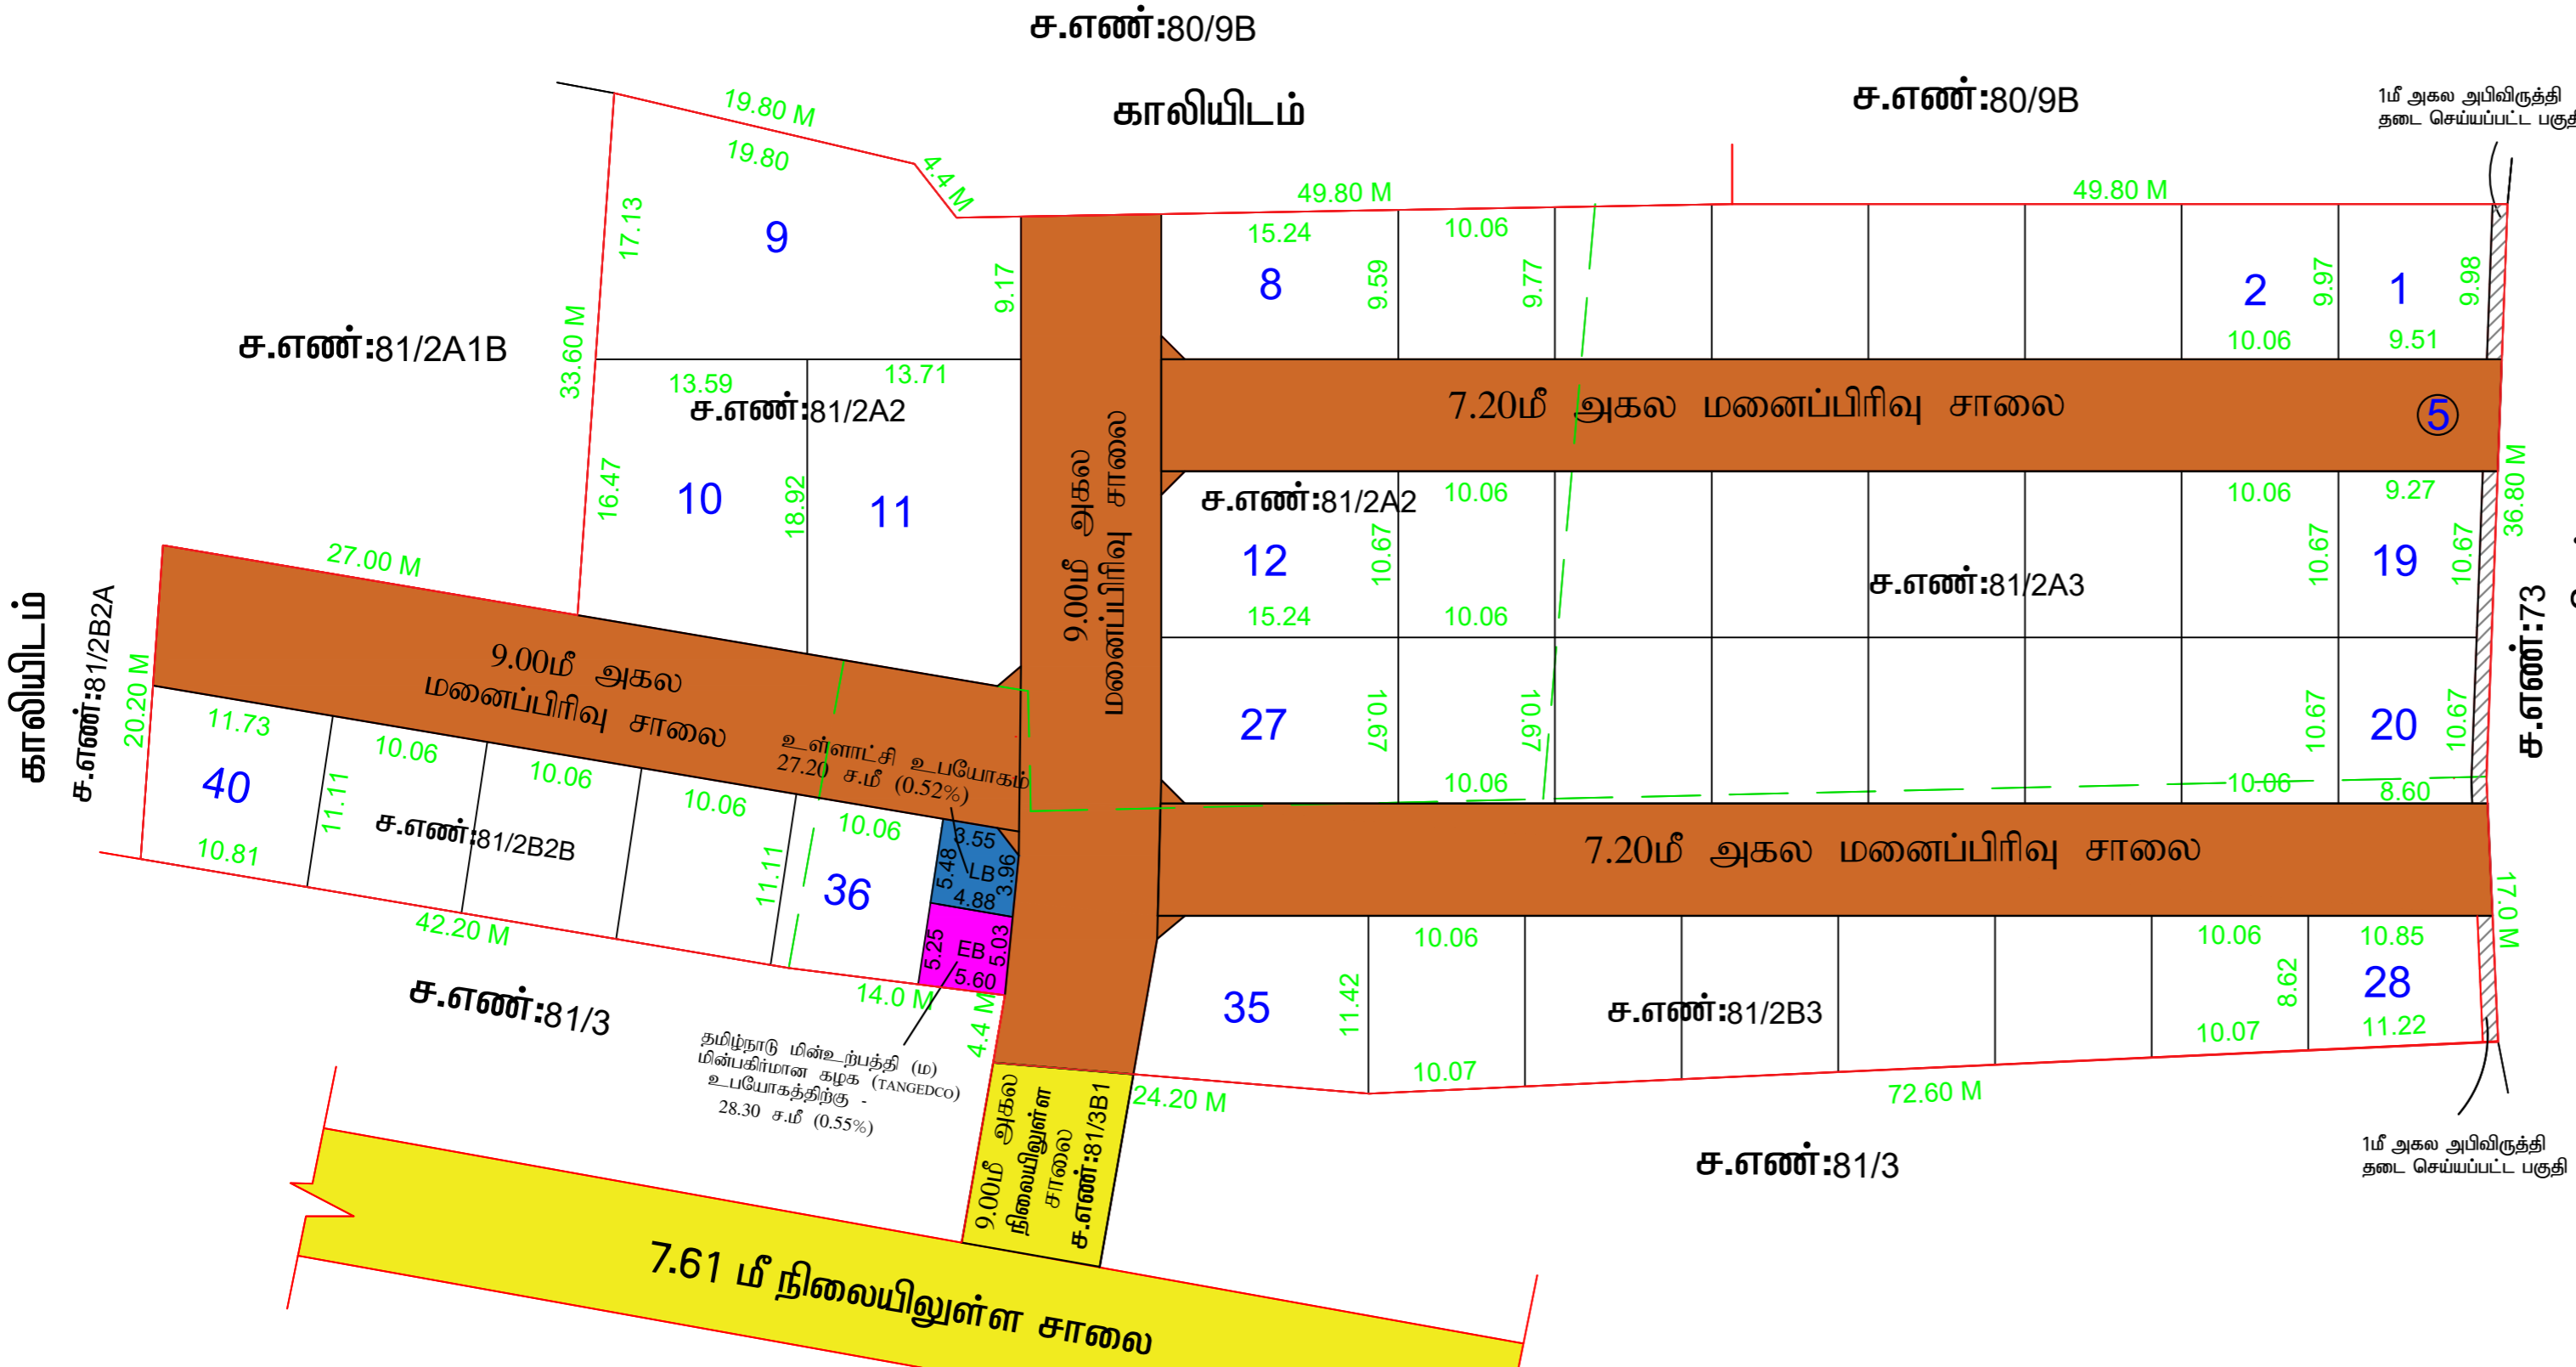 ச.எண்:80/9B
காலியிடம்
ச.எண்:80/9B
1மீ அகல அபிவிருத்தி
தடை செய்யப்பட்ட பகுதி
19.80 M
19.80
4.4 M
17.13
9
9.17
33.60 M
ச.எண்:81/2A1B
49.80 M
49.80 M
15.24
10.06
8
9.59
9.77
2
9.97
1
9.98
10.06
9.51
13.59
13.71
ச.எண்:81/2A2
16.47
10
18.92
11
9.00மீ அகல
மனைப்பிரிவு சாலை
7.20மீ அகல மனைப்பிரிவு சாலை
5
36.80 M
ச.எண்:81/2A2
10.06
10.06
9.27
12
10.67
10.67
19
10.67
ச.எண்:81/2A3
15.24
10.06
27
10.67
10.67
10.67
20
10.67
10.06
10.06
8.60
ச.எண்:73
காலியிடம்
ச.எண்:81/2B2A
20.20 M
27.00 M
9.00மீ அகல
மனைப்பிரிவு சாலை
உள்ளாட்சி உபயோகம்
27.20 ச.மீ (0.52%)
11.73
10.06
10.06
10.06
10.06
40
11.11
ச.எண்:81/2B2B
11.11
36
10.81
42.20 M
3.55
5.48
LB
3.96
4.88
5.25
EB
5.03
5.60
14.0 M
4.4 M
ச.எண்:81/3
தமிழ்நாடு மின்உற்பத்தி (ம)
மின்பகிர்மான கழக (TANGEDCO)
உபயோகத்திற்கு -
28.30 ச.மீ (0.55%)
7.20மீ அகல மனைப்பிரிவு சாலை
17.0 M
10.06
10.06
10.85
35
11.42
ச.எண்:81/2B3
8.62
28
10.07
10.07
11.22
24.20 M
72.60 M
ச.எண்:81/3
1மீ அகல அபிவிருத்தி
தடை செய்யப்பட்ட பகுதி
9.00மீ அகல
நிலையிலுள்ள
சாலை
ச.எண்:81/3B1
7.61 மீ நிலையிலுள்ள சாலை